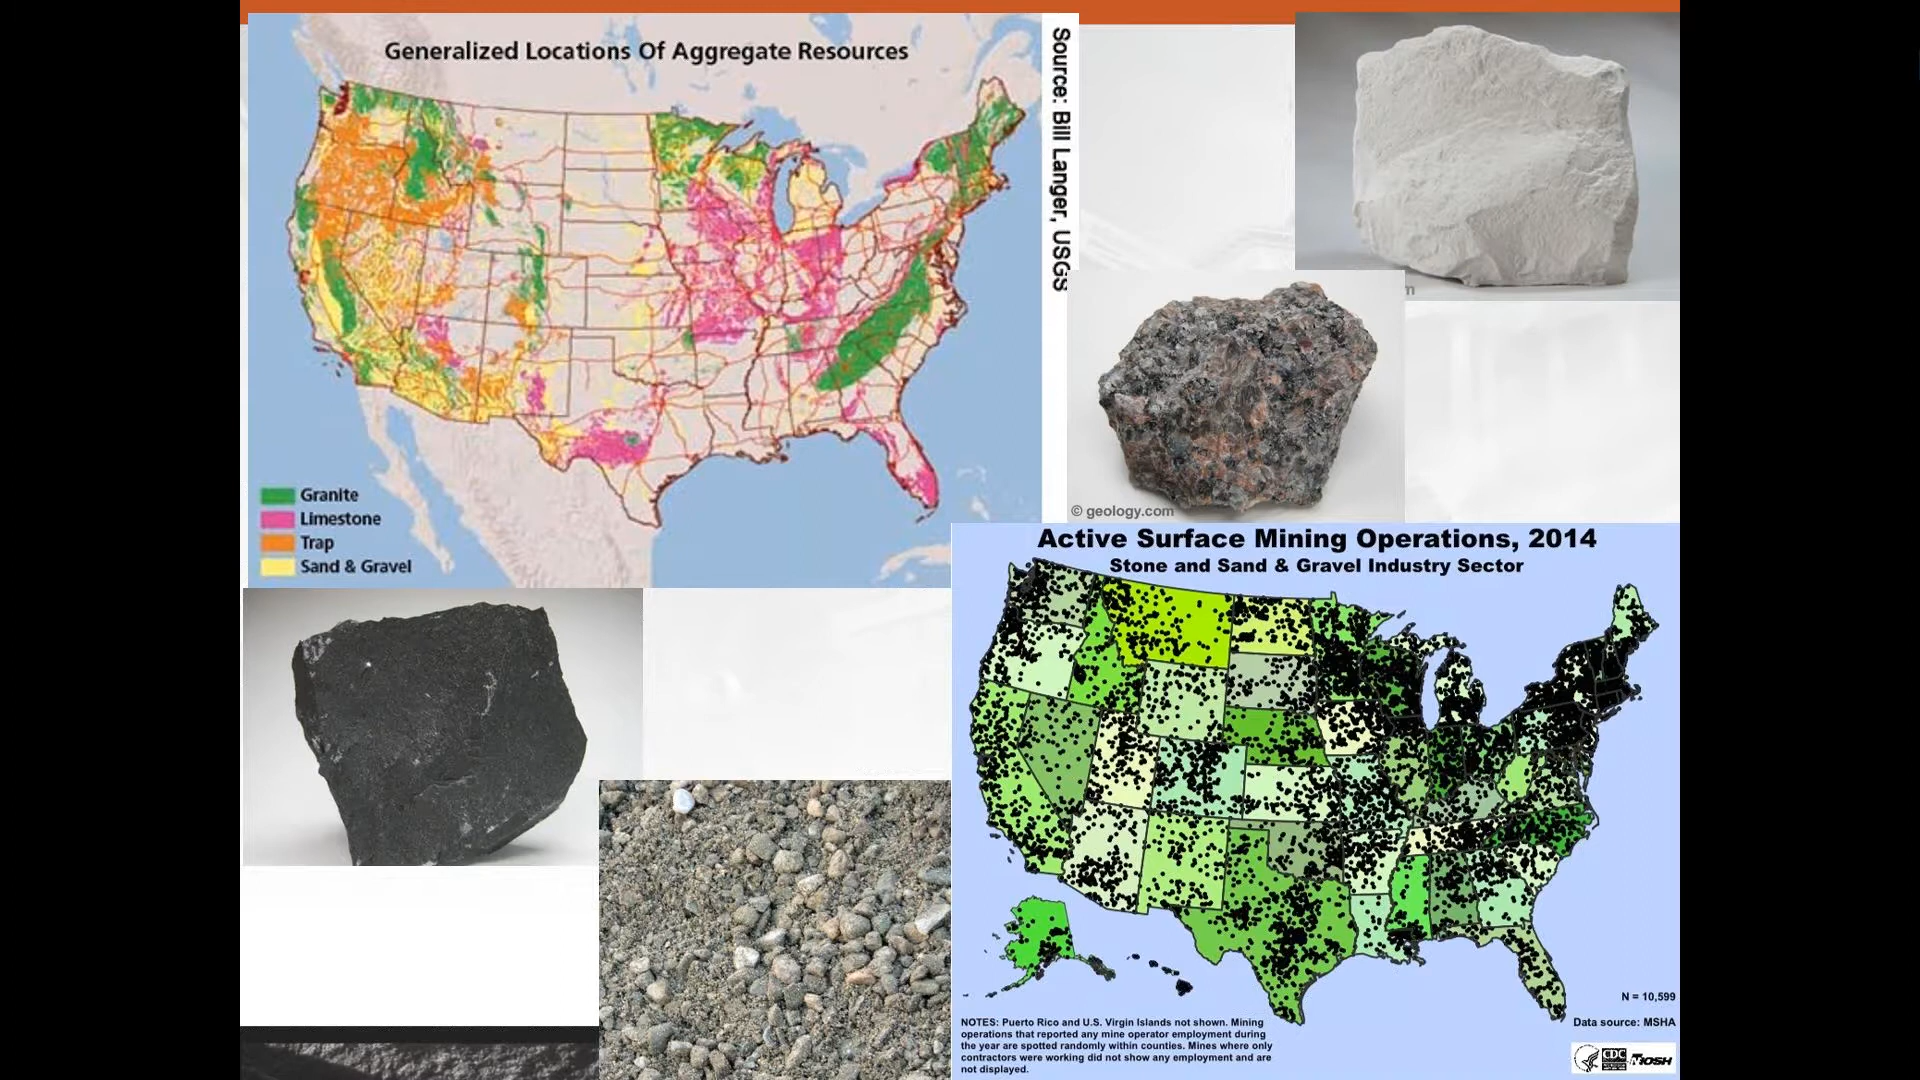 Generalized Locations Of Aggregate Resources
Granite
Limestone
Trap
Sand & Gravel
Source: Bill Langer, USGS
m
© geology.com
Active Surface Mining Operations, 2014
Stone and Sand & Gravel Industry Sector
N = 10,599
Data source: MSHA
NOTES: Puerto Rico and U.S. Virgin Islands not shown. Mining
operations that reported any mine operator employment during
the year are spotted randomly within counties. Mines where only
contractors were working did not show any employment and are
not displayed.
CDC
NIOSH